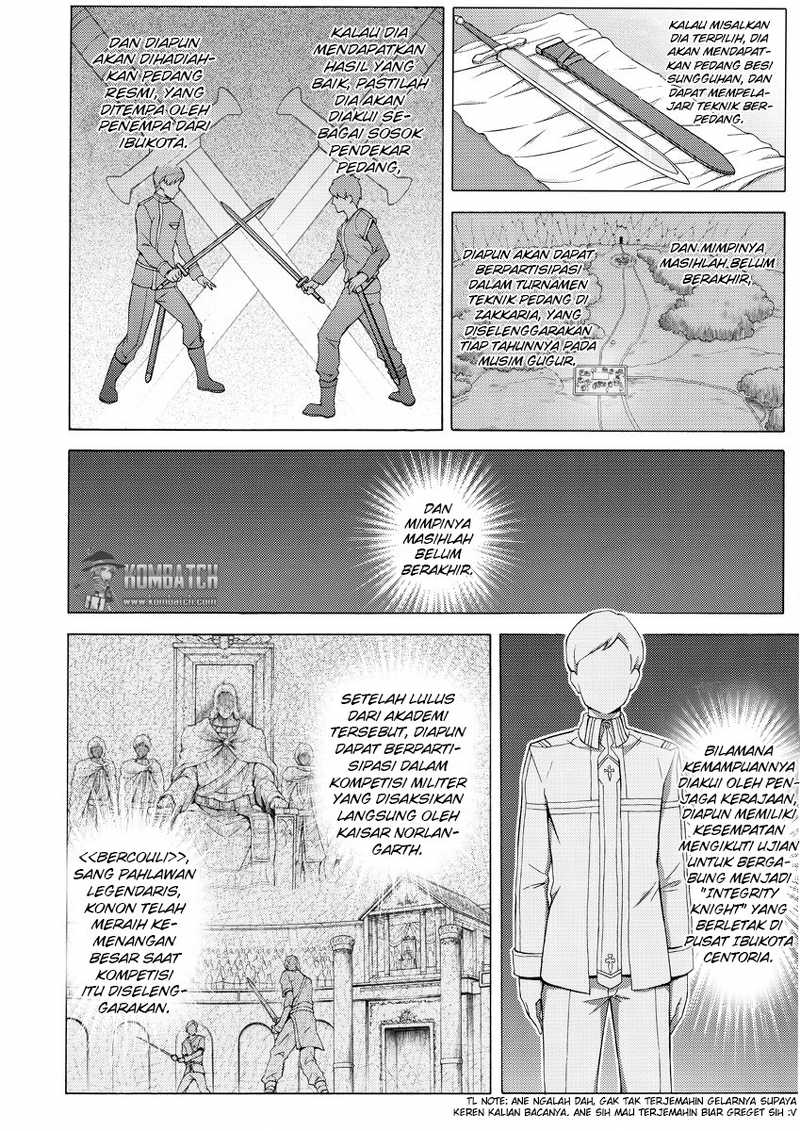 KALAU MISALKAN
DIA TERPILIH, DIA
AKAN MENDAPAT-
KAN PEDANG BESI
SUNGGUHAN, DAN
DAPAT MEMPELA-
JARI TEKNIK BER-
PEDANG.
KALAU DIA
MENDAPATKAN
HASIL YANG
BAIK, PASTILAH
DIA AKAN
DIAKUI SE-
BAGAI SOSOK
PENDEKAR
PEDANG,
DAN DIAPUN
AKAN DIHADIAH-
KAN PEDANG
RESMI, YANG
DITEMPA OLEH
PENEMPA DARI
IBUKOTA.
DAN MIMPINYA
MASIHLAH BELUM
BERAKHIR,
DIAPUN AKAN DAPAT
BERPARTISIPASI
DALAM TURNAMEN
TEKNIK PEDANG DI
ZAKKARIA, YANG
DISELENGGARAKAN
TIAP TAHUNNYA PADA
MUSIM GUGUR.
DAN
MIMPINYA
MASIHLAH
BELUM
BERAKHIR.
KOMBATCH
www.kombatch.com
BILAMANA
KEMAMPUANNYA
DIAKUI OLEH PEN-
JAGA KERAJAAN,
DIAPUN MEMILIKI
KESEMPATAN
MENGIKUTI UJIAN
UNTUK BERGA-
BUNG MENJADI
"INTEGRITY
KNIGHT" YANG
BERLETAK DI
PUSAT IBUKOTA
CENTORIA.
SETELAH LULUS
DARI AKADEMI
TERSEBUT, DIAPUN
DAPAT BERPARTI-
SIPASI DALAM
KOMPETISI MILITER
YANG DISAKSIKAN
LANGSUNG OLEH
KAISAR NORLAN-
GARTH.
<<BERCOULI>>,
SANG PAHLAWAN
LEGENDARIS,
KONON TELAH
MERAIH KE-
MENANGAN
BESAR SAAT
KOMPETISI
ITU DISELENG-
GARAKAN.
TL NOTE: ANE NGALAH DAH, GAK TAK TERJEMAHIN GELARNYA SUPAYA
KEREN KALIAN BACANYA. ANE SIH MAU TERJEMAHIN BIAR GREGET SIH :V